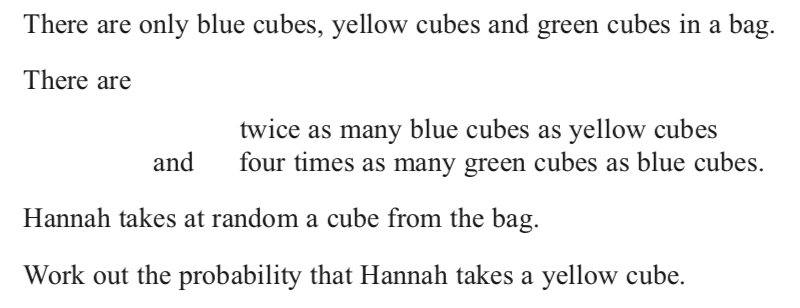 There are only blue cubes, yellow cubes and green cubes in a bag.
There are
twice as many blue cubes as yellow cubes
and four times as many green cubes as blue cubes.
Hannah takes at random a cube from the bag.
Work out the probability that Hannah takes a yellow cube.